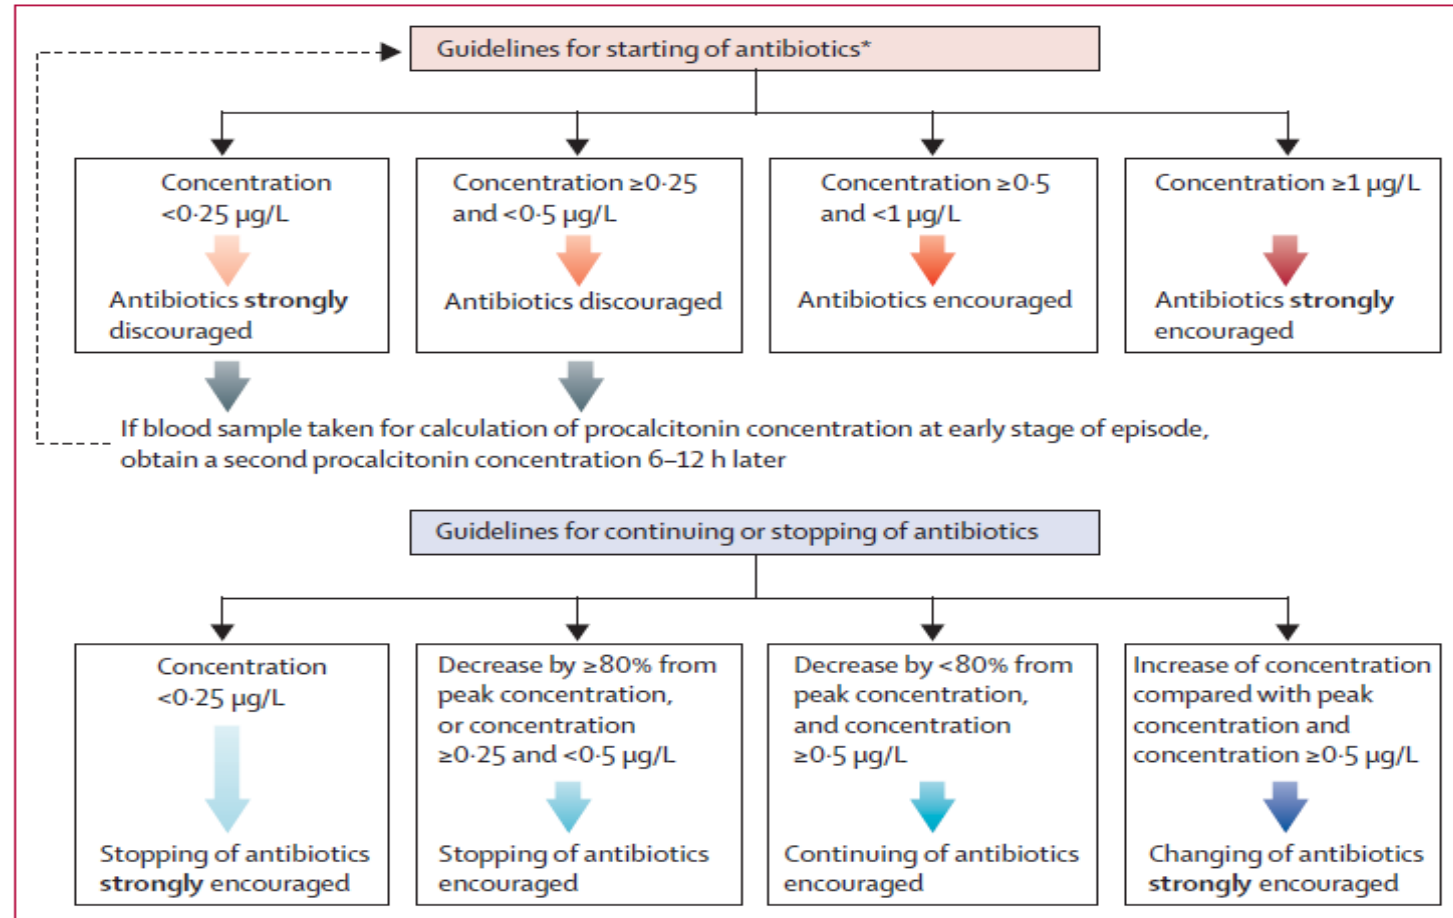 Guidelines for starting of antibiotics*
Concentration
<0·25 µg/L
Antibiotics strongly
discouraged
Concentration ≥0·25
and <0·5 µg/L
Antibiotics discouraged
Concentration ≥0·5
and <1 µg/L
Antibiotics encouraged
Concentration ≥1 µg/L
Antibiotics strongly
encouraged
If blood sample taken for calculation of procalcitonin concentration at early stage of episode,
obtain a second procalcitonin concentration 6–12 h later
Guidelines for continuing or stopping of antibiotics
Concentration
<0·25 µg/L
Stopping of antibiotics
strongly encouraged
Decrease by ≥80% from
peak concentration,
or concentration
≥0·25 and <0·5 µg/L
Stopping of antibiotics
encouraged
Decrease by <80% from
peak concentration,
and concentration
≥0·5 µg/L
Continuing of antibiotics
encouraged
Increase of concentration
compared with peak
concentration and
concentration ≥0·5 µg/L
Changing of antibiotics
strongly encouraged